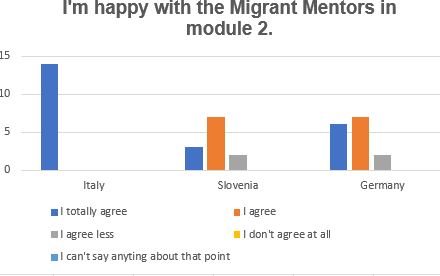 I'm happy with the Migrant Mentors in
module 2.
15
10
5
0
Italy Slovenia Germany
I totally agree I agree
I agree less I don't agree at all
I can't say anyting about that point